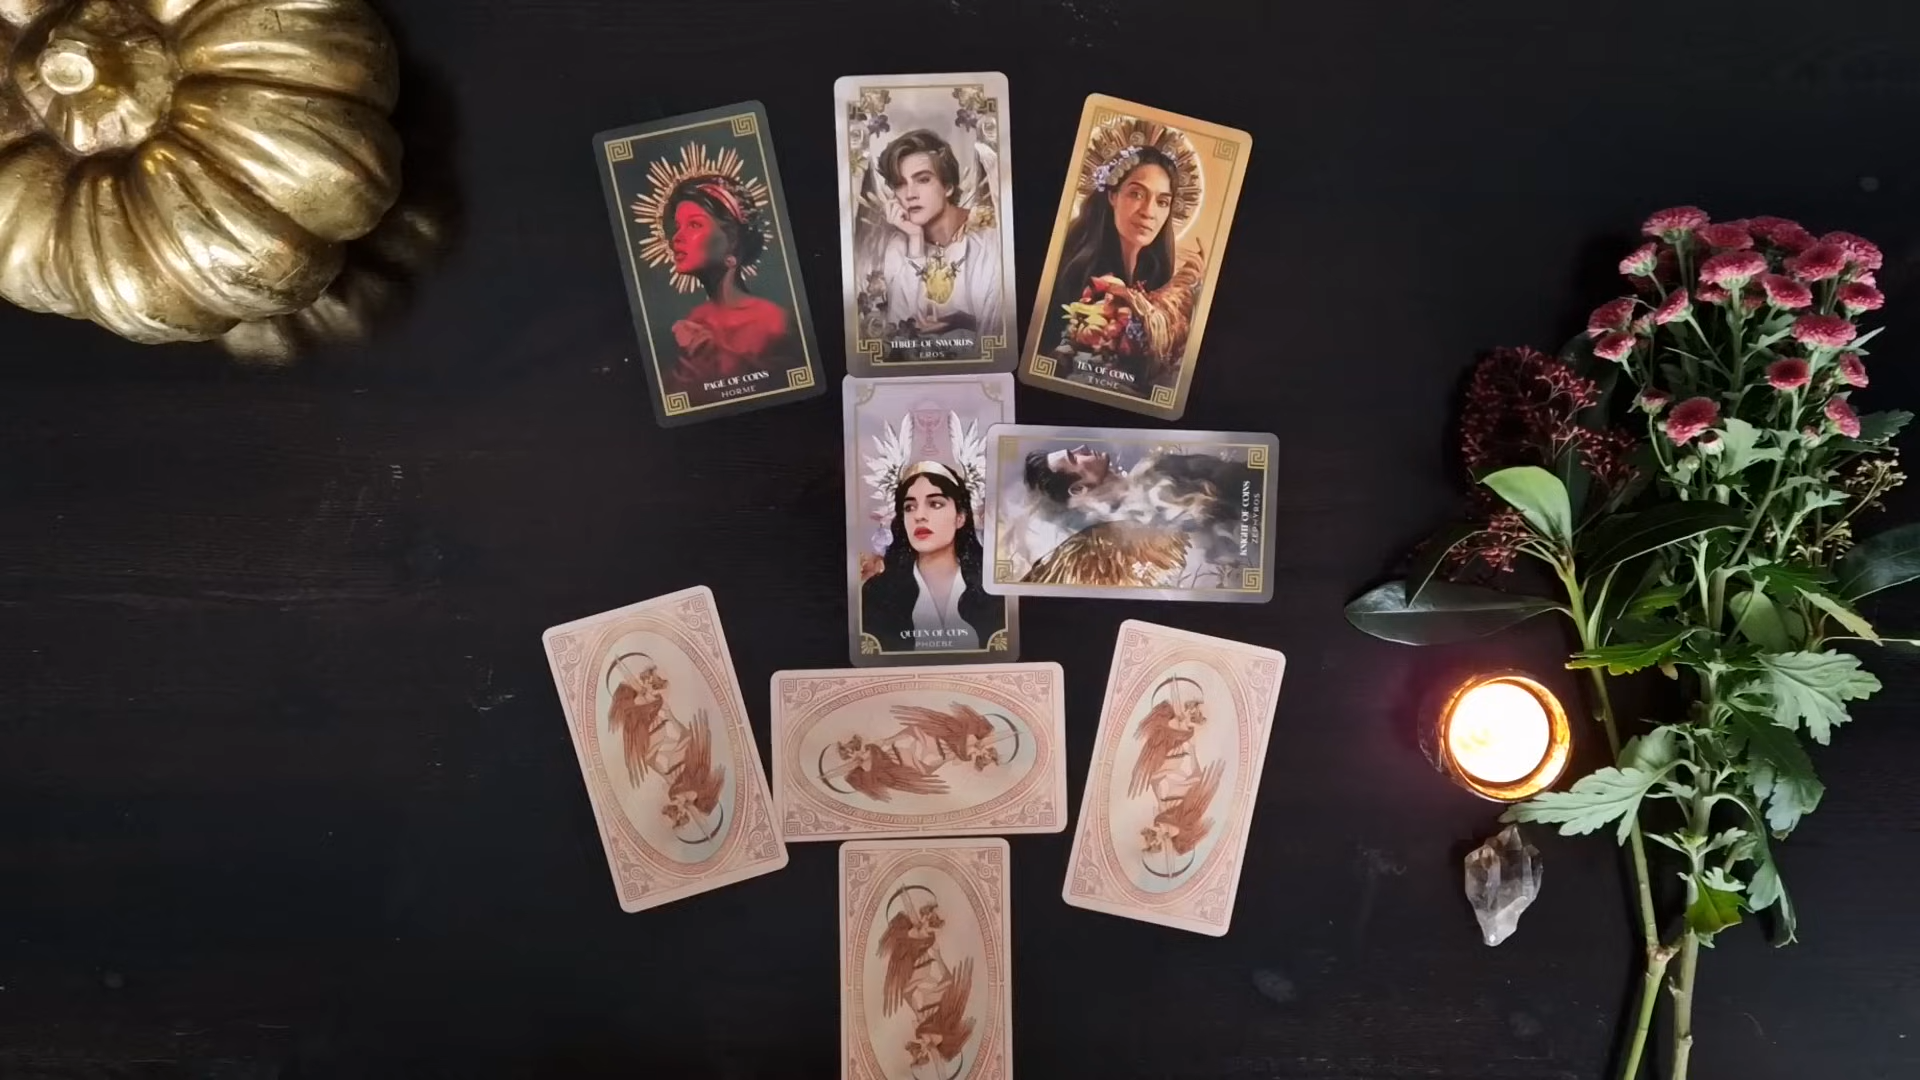 PAGE OF COINS
HORME
THREE OF SWORDS
EROS
TEN OF COINS
TYCHE
QUEEN OF CUPS
PHOEBE
KNIGHT OF COINS
ZEPHYROS